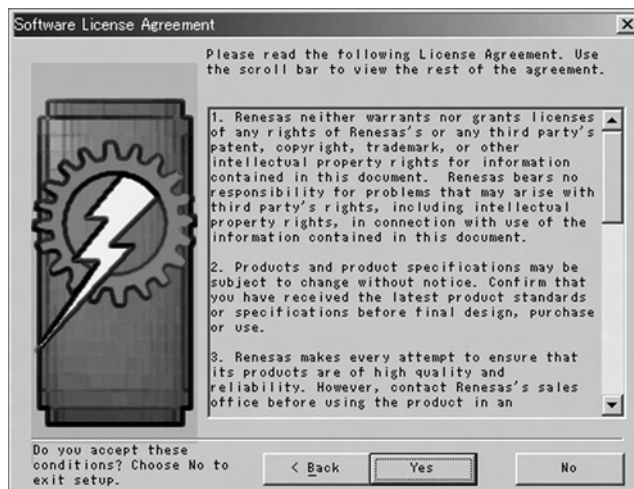 Software License Agreement
Please read the following License Agreement. Use
the scroll bar to view the rest of the agreement.
1. Renesas neither warrants nor grants licenses
of any rights of Renesas's or any third party's
patent, copyright, trademark, or other
intellectual property rights for information
contained in this document.  Renesas bears no
responsibility for problems that may arise with
third party's rights, including intellectual
property rights, in connection with use of the
information contained in this document.
2. Products and product specifications may be
subject to change without notice. Confirm that
you have received the latest product standards
or specifications before final design, purchase
or use.
3. Renesas makes every attempt to ensure that
its products are of high quality and
reliability. However, contact Renesas's sales
office before using the product in an
Do you accept these
conditions? Choose No to
exit setup.
< Back
Yes
No